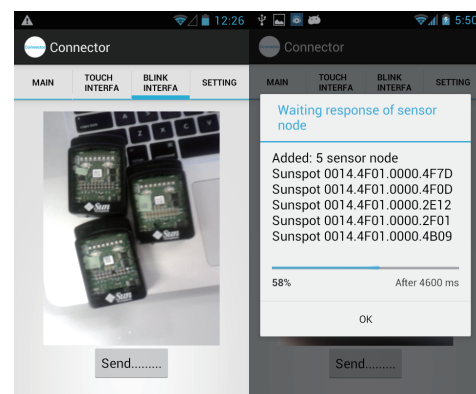 12:26
Connector
MAIN
TOUCH
INTERFA
BLINK
INTERFA
SETTING
Sun
Sun
Sun
Send.........
5:50
Connector
MAIN
TOUCH
INTERFA
BLINK
INTERFA
SETTING
Waiting response of sensor
node
Added: 5 sensor node
Sunspot 0014.4F01.0000.4F7D
Sunspot 0014.4F01.0000.4F0D
Sunspot 0014.4F01.0000.2E12
Sunspot 0014.4F01.0000.2F01
Sunspot 0014.4F01.0000.4B09
58% After 4600 ms
OK
Send.........